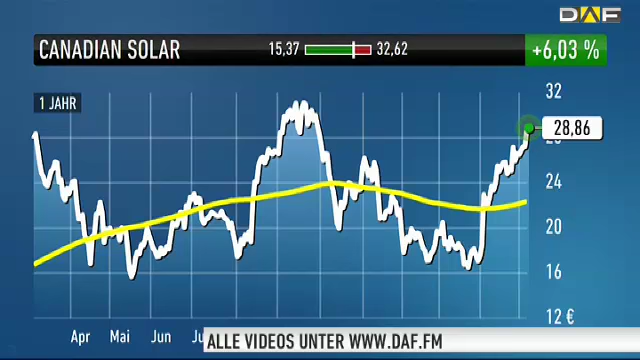 DAF
CANADIAN SOLAR
15,37
32,62
+6,03 %
1 JAHR
32
28,86
24
20
16
12 €
Apr
Mai
Jun
ALLE VIDEOS UNTER WWW.DAF.FM